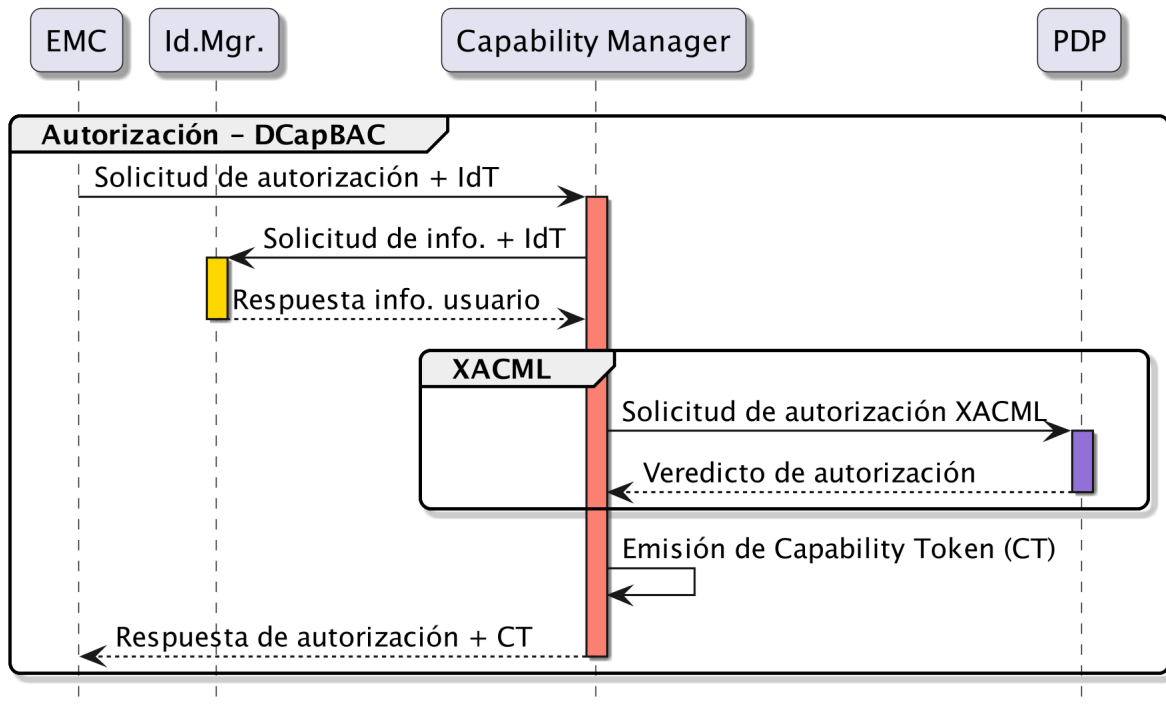 EMC
Id.Mgr.
Capability Manager
PDP
Autorización – DCapBAC
Solicitud de autorización + IdT
Solicitud de info. + IdT
Respuesta info. usuario
XACML
Solicitud de autorización XACML
Veredicto de autorización
Emisión de Capability Token (CT)
Respuesta de autorización + CT